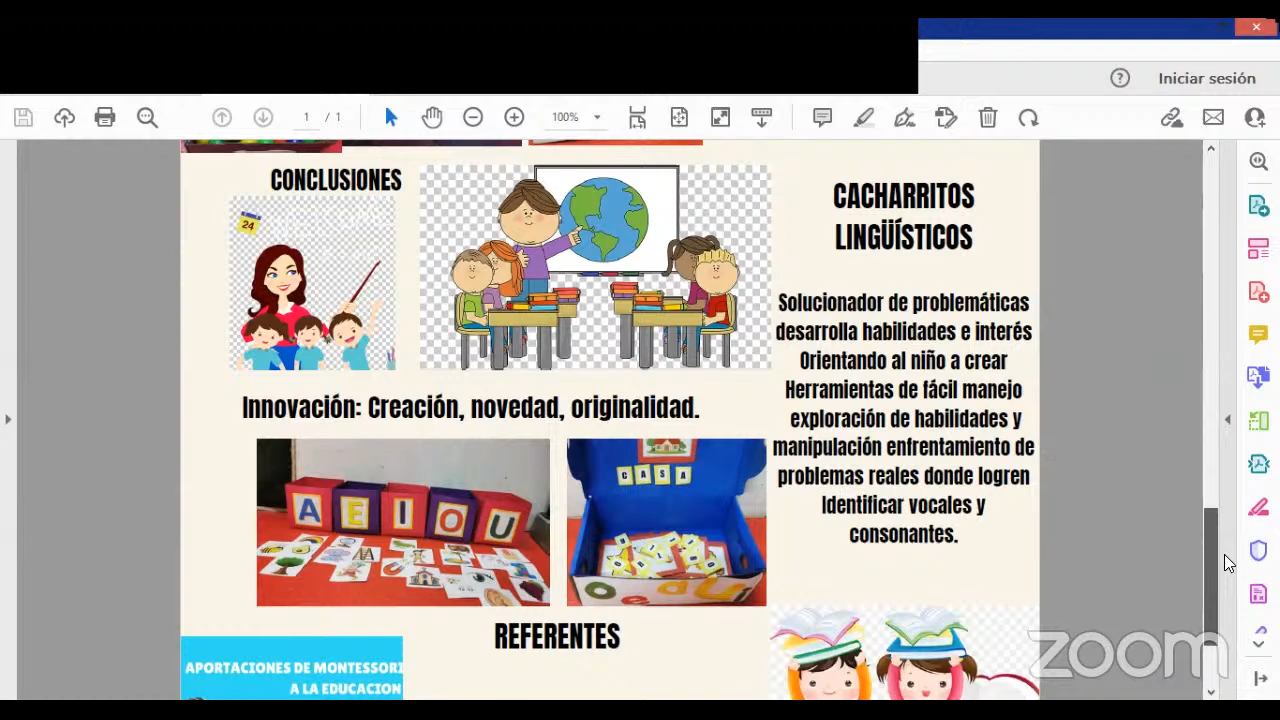 Iniciar sesión
1 / 1
100%
CONCLUSIONES
24
CACHARRITOS
LINGÜÍSTICOS
Solucionador de problemáticas
desarrolla habilidades e interés
Orientando al niño a crear
Herramientas de fácil manejo
exploración de habilidades y
manipulación enfrentamiento de
problemas reales donde logren
Identificar vocales y
consonantes.
Innovación: Creación, novedad, originalidad.
A E I O U
C A S A
REFERENTES
APORTACIONES DE MONTESSORI
A LA EDUCACION
zoom